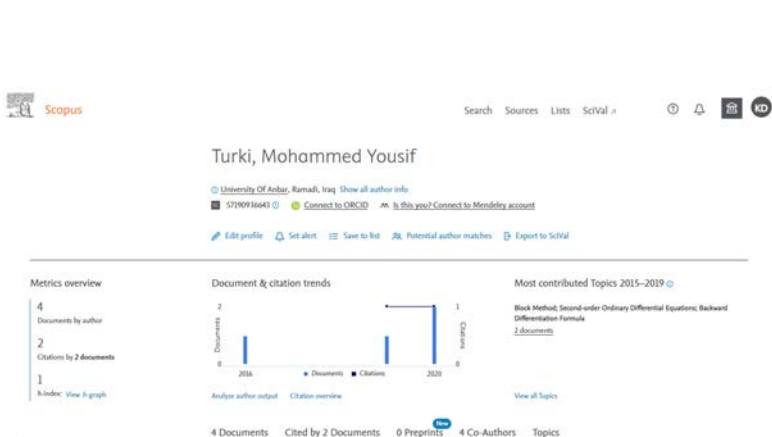 Scopus
Search Sources Lists SciVal ↗
KD
Turki, Mohammed Yousif
University Of Anbar, Ramadi, Iraq Show all author info
57190936643
Connect to ORCID
Is this you? Connect to Mendeley account
Edit profile Set alert Save to list Potential author matches Export to SciVal
Metrics overview
4
Documents by author
2
Citations by 2 documents
1
h-index: View h-graph
Document & citation trends
2
0
Documents
1
0
Citations
2016 2020
Documents Citations
Analyze author output Citation overview
Most contributed Topics 2015–2019
Block Method; Second-order Ordinary Differential Equations; Backward
Differentiation Formula
2 documents
View all Topics
New
4 Documents Cited by 2 Documents 0 Preprints 4 Co-Authors Topics